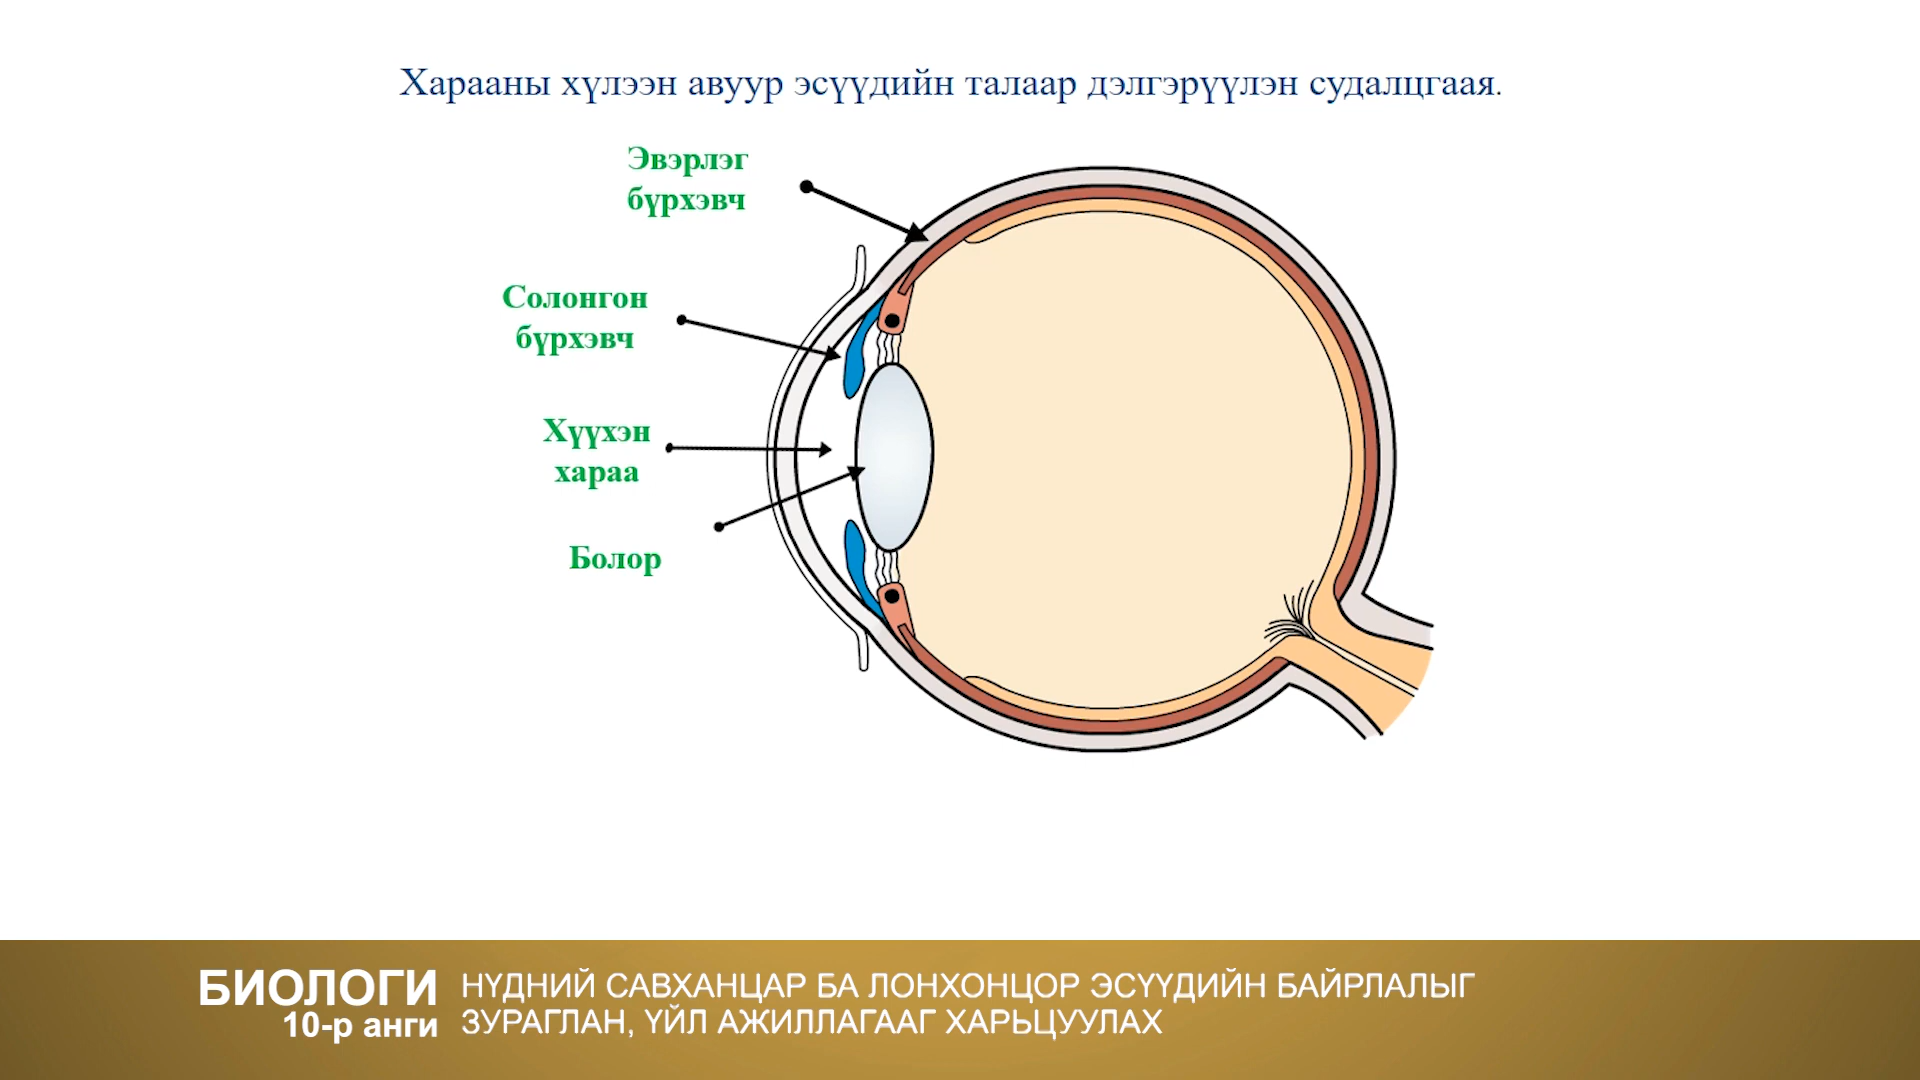 Харааны хүлээн авуур эсүүдийн талаар дэлгэрүүлэн судалцгаая.
Эвэрлэг
бүрхэвч
Солонгон
бүрхэвч
Хүүхэн
хараа
Болор
БИОЛОГИ
10-р анги
НҮДНИЙ САВХАНЦАР БА ЛОНХОНЦОР ЭСҮҮДИЙН БАЙРЛАЛЫГ
ЗУРАГЛАН, ҮЙЛ АЖИЛЛАГААГ ХАРЬЦУУЛАХ